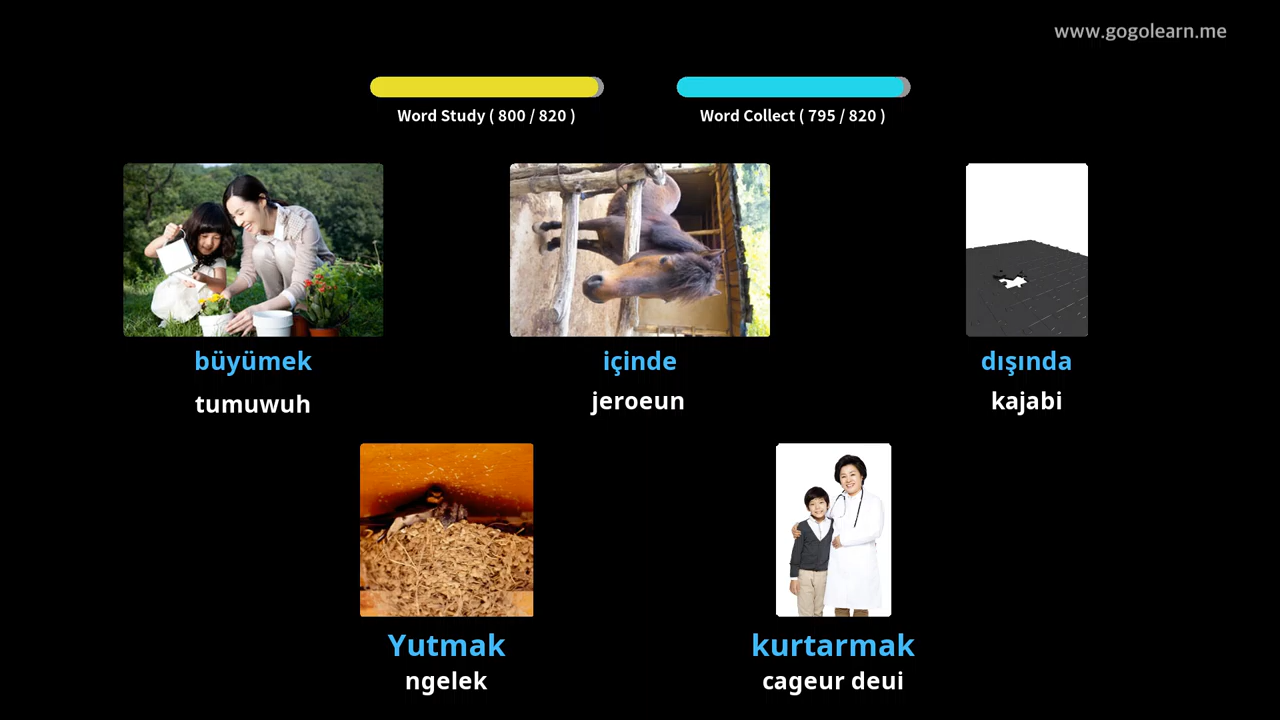 www.gogolearn.me
Word Study ( 800 / 820 )
Word Collect ( 795 / 820 )
büyümek
tumuwuh
içinde
jeroeun
dışında
kajabi
Yutmak
ngelek
kurtarmak
cageur deui